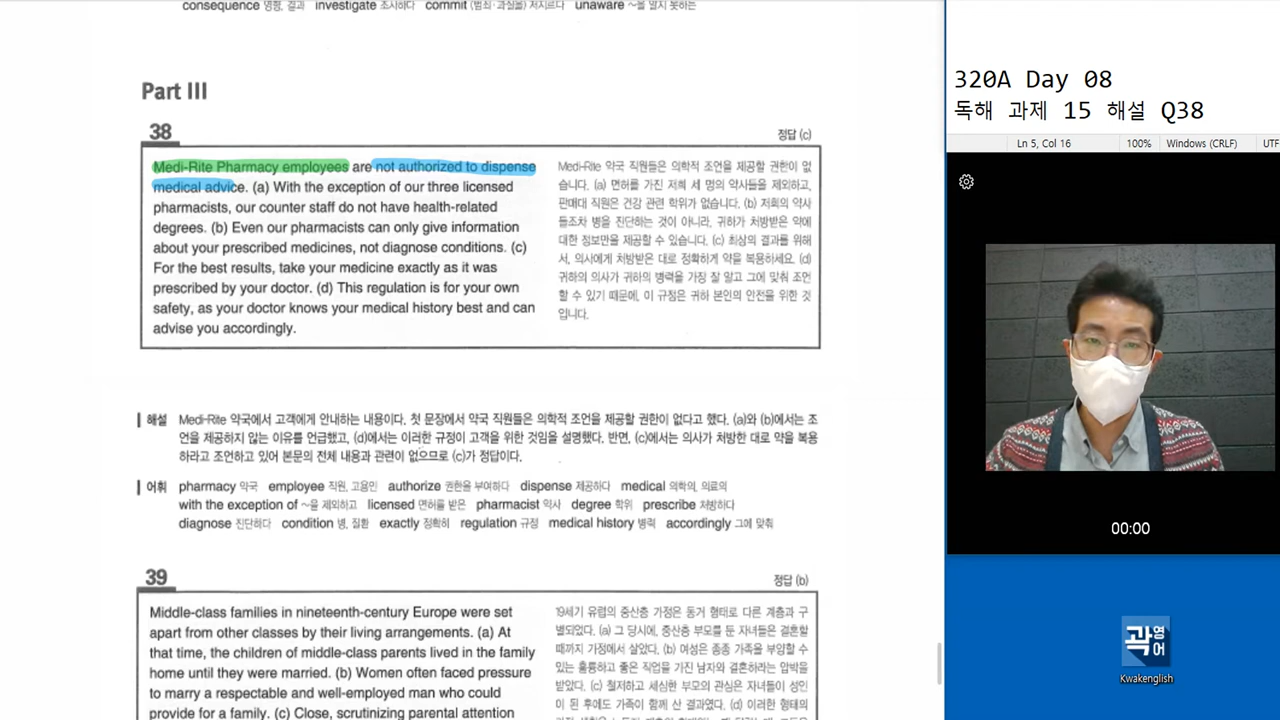 consequence 영향, 결과 investigate 조사하다 commit (범죄·과실을) 저지르다 unaware ~을 알지 못하는
Part III
38
정답 (c)
Medi-Rite Pharmacy employees are not authorized to dispense
medical advice. (a) With the exception of our three licensed
pharmacists, our counter staff do not have health-related
degrees. (b) Even our pharmacists can only give information
about your prescribed medicines, not diagnose conditions. (c)
For the best results, take your medicine exactly as it was
prescribed by your doctor. (d) This regulation is for your own
safety, as your doctor knows your medical history best and can
advise you accordingly.
Medi-Rite 약국 직원들은 의학적 조언을 제공할 권한이 없
습니다. (a) 면허를 가진 저희 세 명의 약사들을 제외하고,
판매대 직원은 건강 관련 학위가 없습니다. (b) 저희의 약사
들조차 병을 진단하는 것이 아니라, 귀하가 처방받은 약에
대한 정보만을 제공할 수 있습니다. (c) 최상의 결과를 위해
서, 의사에게 처방받은 대로 정확하게 약을 복용하세요. (d)
귀하의 의사가 귀하의 병력을 가장 잘 알고 그에 맞춰 조언
할 수 있기 때문에, 이 규정은 귀하 본인의 안전을 위한 것
입니다.
해설 Medi-Rite 약국에서 고객에게 안내하는 내용이다. 첫 문장에서 약국 직원들은 의학적 조언을 제공할 권한이 없다고 했다. (a)와 (b)에서는 조
언을 제공하지 않는 이유를 언급했고, (d)에서는 이러한 규정이 고객을 위한 것임을 설명했다. 반면, (c)에서는 의사가 처방한 대로 약을 복용
하라고 조언하고 있어 본문의 전체 내용과 관련이 없으므로 (c)가 정답이다.
어휘 pharmacy 약국 employee 직원, 고용인 authorize 권한을 부여하다 dispense 제공하다 medical 의학의, 의료의
with the exception of ~을 제외하고 licensed 면허를 받은 pharmacist 약사 degree 학위 prescribe 처방하다
diagnose 진단하다 condition 병, 질환 exactly 정확히 regulation 규정 medical history 병력 accordingly 그에 맞춰
39
정답 (b)
Middle-class families in nineteenth-century Europe were set
apart from other classes by their living arrangements. (a) At
that time, the children of middle-class parents lived in the family
home until they were married. (b) Women often faced pressure
to marry a respectable and well-employed man who could
provide for a family. (c) Close, scrutinizing parental attention
19세기 유럽의 중산층 가정은 동거 형태로 다른 계층과 구
별되었다. (a) 그 당시에, 중산층 부모를 둔 자녀들은 결혼할
때까지 가정에서 살았다. (b) 여성은 종종 가족을 부양할 수
있는 훌륭하고 좋은 직업을 가진 남자와 결혼하라는 압박을
받았다. (c) 철저하고 세심한 부모의 관심은 자녀들이 성인
이 된 후에도 가족이 함께 산 결과였다. (d) 이러한 형태의
320A Day 08
독해 과제 15 해설 Q38
Ln 5, Col 16 100% Windows (CRLF) UTF
00:00
곽영어
Kwakenglish